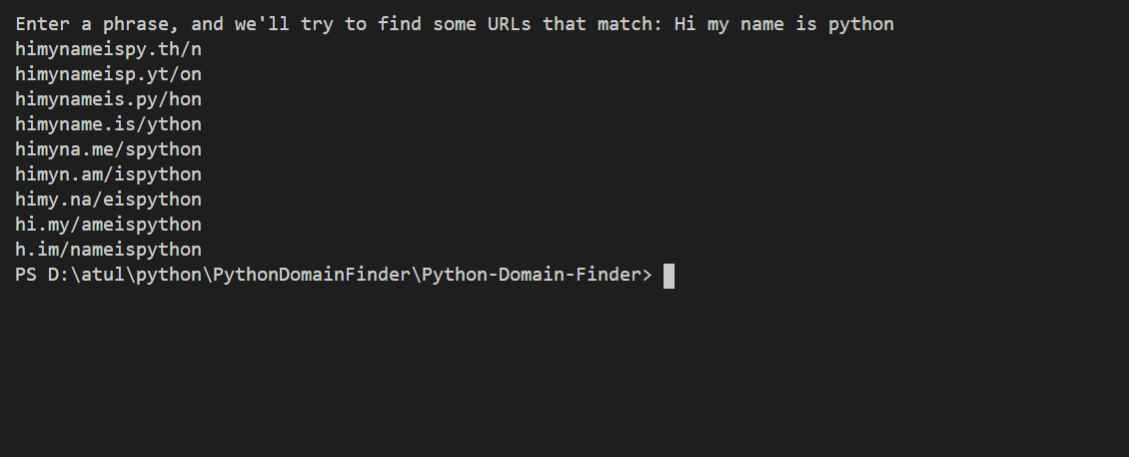 Enter a phrase, and we'll try to find some URLs that match: Hi my name is python
himynameispy.th/n
himynameisp.yt/on
himynameis.py/hon
himyname.is/ython
himyna.me/spython
himyn.am/ispython
himy.na/eispython
hi.my/ameispython
h.im/nameispython
PS D:\atul\python\PythonDomainFinder\Python-Domain-Finder>